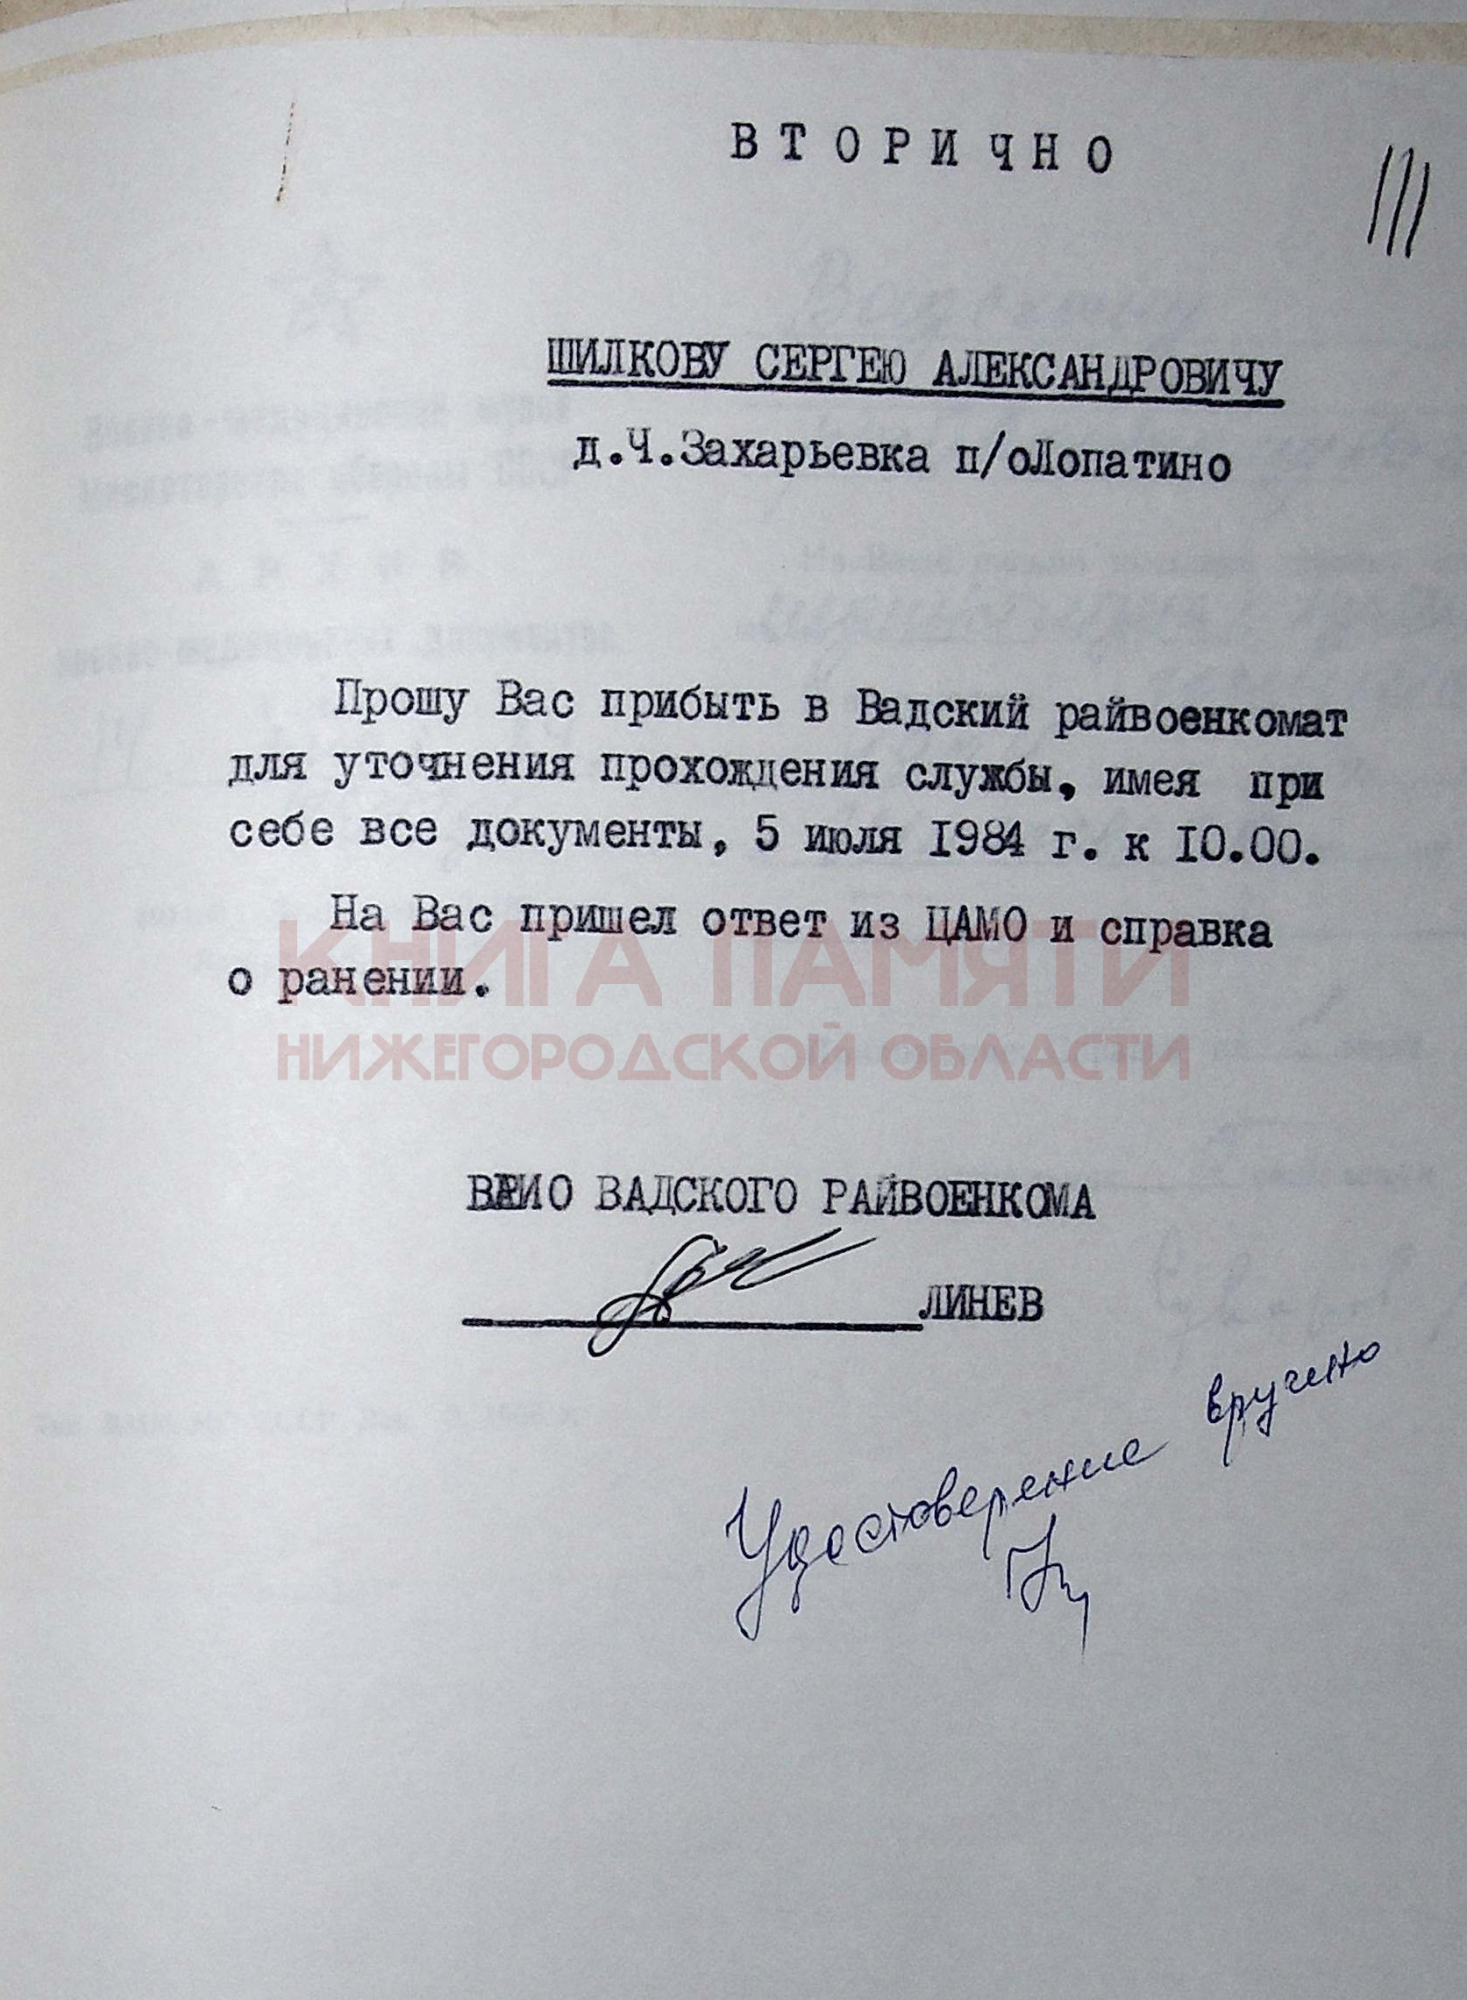 ВТОРИЧНО
111
ШИЛКОВУ СЕРГЕЮ АЛЕКСАНДРОВИЧУ
д.Ч.Захарьевка п/оЛопатино
Прошу Вас прибыть в Вадский райвоенкомат
для уточнения прохождения службы, имея при
себе все документы, 5 июля 1984 г. к 10.00.
На Вас пришел ответ из ЦАМО и справка
о ранении.
КНИГА ПАМЯТИ
НИЖЕГОРОДСКОЙ ОБЛАСТИ
ВРИО ВАДСКОГО РАЙВОЕНКОМА
ЛИНЕВ
Удостоверение вручено